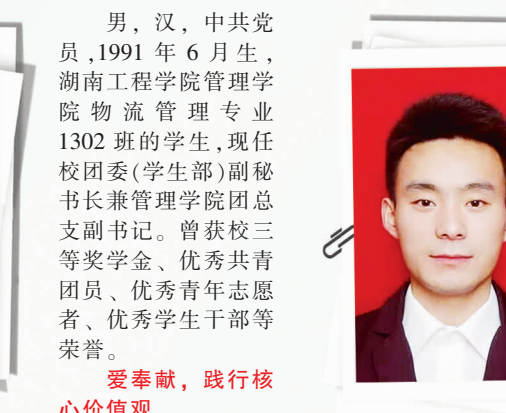 男，汉，中共党
员,1991 年 6 月生，
湖南工程学院管理学
院物流管理专业
1302 班的学生,现任
校团委(学生部)副秘
书长兼管理学院团总
支副书记。曾获校三
等奖学金、优秀共青
团员、优秀青年志愿
者、优秀学生干部等
荣誉。
爱奉献，践行核
心价值观